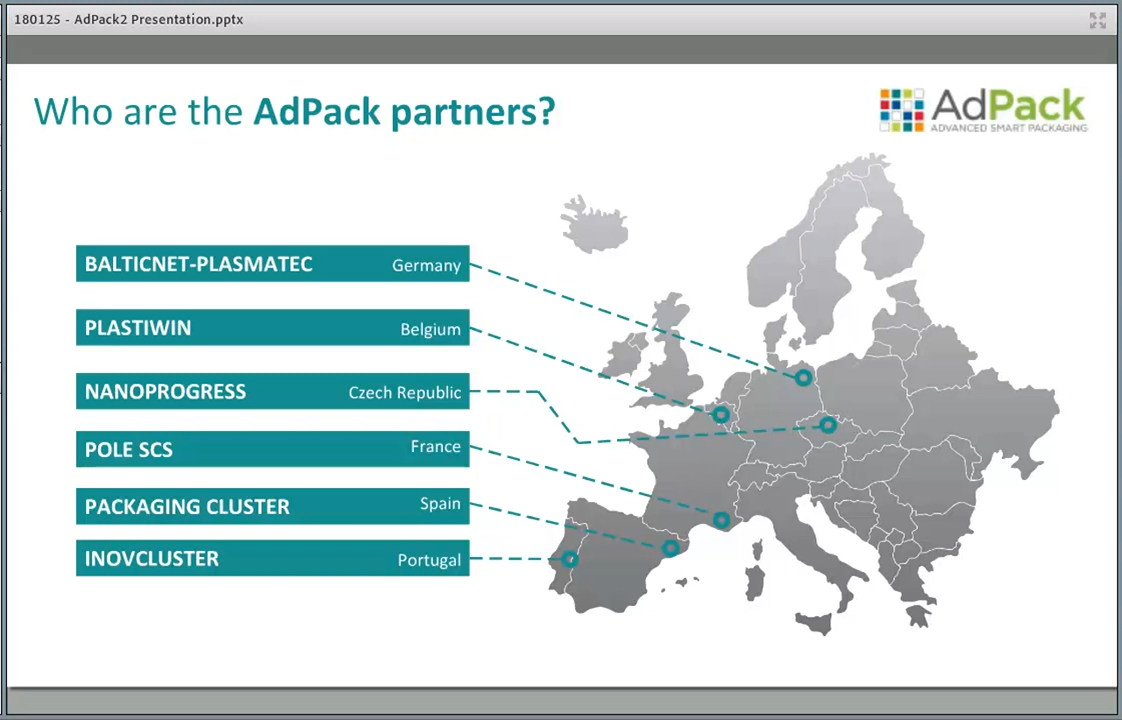 180125 - AdPack2 Presentation.pptx
Who are the AdPack partners?
AdPack
ADVANCED SMART PACKAGING
BALTICNET-PLASMATEC Germany
PLASTIWIN Belgium
NANOPROGRESS Czech Republic
POLE SCS France
PACKAGING CLUSTER Spain
INOVCLUSTER Portugal